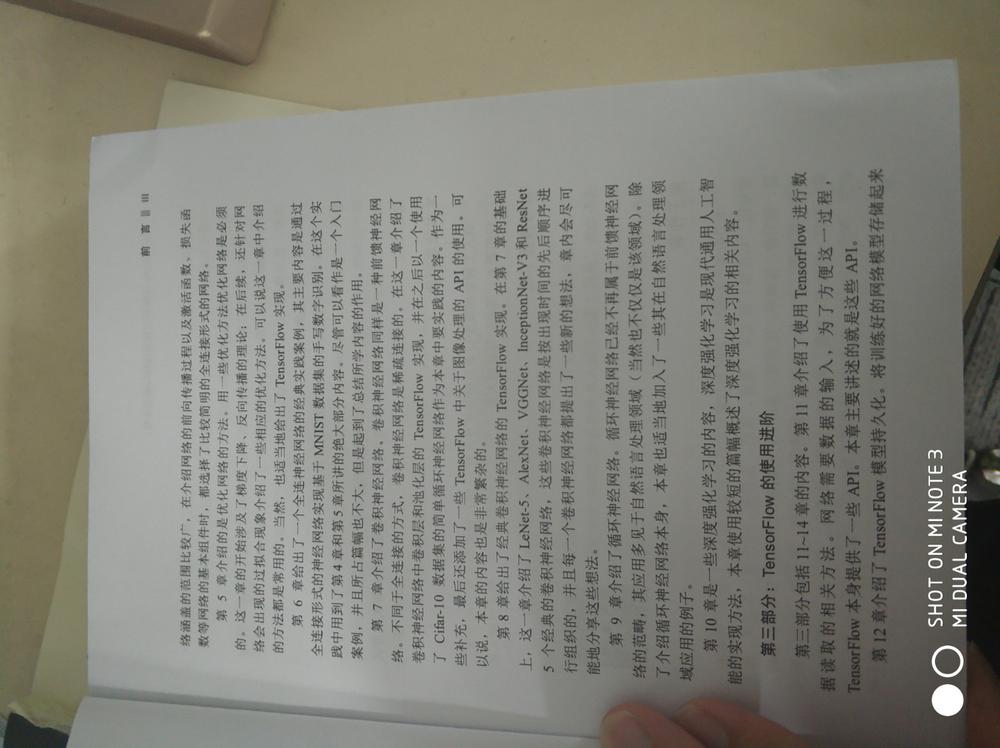 前 言 III
络涵盖的范围比较广，在介绍网络的前向传播过程以及激活函数、损失函
数等网络的基本组件时，都选择了比较简明的全连接形式的网络。
第 5 章介绍的是优化网络的方法。用一些优化方法优化网络是必须
的。这一章的开始涉及了梯度下降、反向传播的理论；在后续，还针对网
络会出现的过拟合现象介绍了一些相应的优化方法。可以说这一章中介绍
的方法都是常用的。当然，也适当地给出了 TensorFlow 实现。
第 6 章给出了一个全连神经网络的经典实践案例，其主要内容是通过
全连接形式的神经网络实现基于 MNIST 数据集的手写数字识别。在这个实
践中用到了第4章和第5章所讲的绝大部分内容。尽管可以看作是一个入门
案例，并且所占篇幅也不大，但是起到了总结所学内容的作用。
第 7 章介绍了卷积神经网络。卷积神经网络同样是一种前馈神经网
络。不同于全连接的方式，卷积神经网络是稀疏连接的。在这一章介绍了
卷积神经网络中卷积层和池化层的 TensorFlow 实现，并在之后以一个使用
了 Cifar-10 数据集的简单循环神经网络作为本章中要实践的内容。作为一
些补充，最后还添加了一些 TensorFlow 中关于图像处理的 API 的使用。可
以说，本章的内容也是非常繁杂的。
第 8 章给出了经典卷积神经网络的 TensorFlow 实现。在第 7 章的基础
上，这一章介绍了 LeNet-5、AlexNet、VGGNet、InceptionNet-V3 和 ResNet
5 个经典的卷积神经网络，这些卷积神经网络是按出现时间的先后顺序进
行组织的，并且每一个卷积神经网络都提出了一些新的想法，章内会尽可
能地分享这些想法。
第 9 章介绍了循环神经网络。循环神经网络已经不再属于前馈神经网
络的范畴，其应用多见于自然语言处理领域（当然也不仅仅是该领域）。除
了介绍循环神经网络本身，本章也适当地加入了一些其在自然语言处理领
域应用的例子。
第 10 章是一些深度强化学习的内容，深度强化学习是现代通用人工智
能的实现方法，本章使用较短的篇幅概述了深度强化学习的相关内容。
第三部分：TensorFlow 的使用进阶
第三部分包括 11~14 章的内容。第 11 章介绍了使用 TensorFlow 进行数
据读取的相关方法。网络需要数据的输入，为了方便这一过程，
TensorFlow 本身提供了一些 API。本章主要讲述的就是这些 API。
第 12 章介绍了 TensorFlow 模型持久化。将训练好的网络模型存储起来
SHOT ON MI NOTE 3
MI DUAL CAMERA